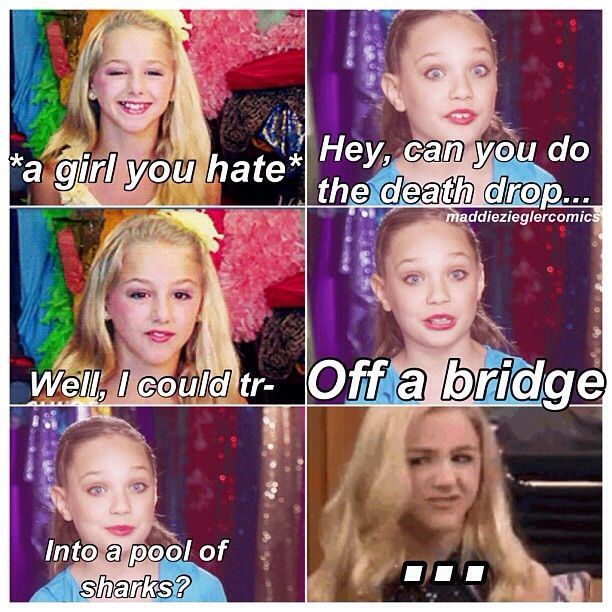 *a girl you hate*
Hey, can you do
the death drop...
maddiezieglercomics
Well, I could tr-
Off a bridge
Into a pool of
sharks?
...